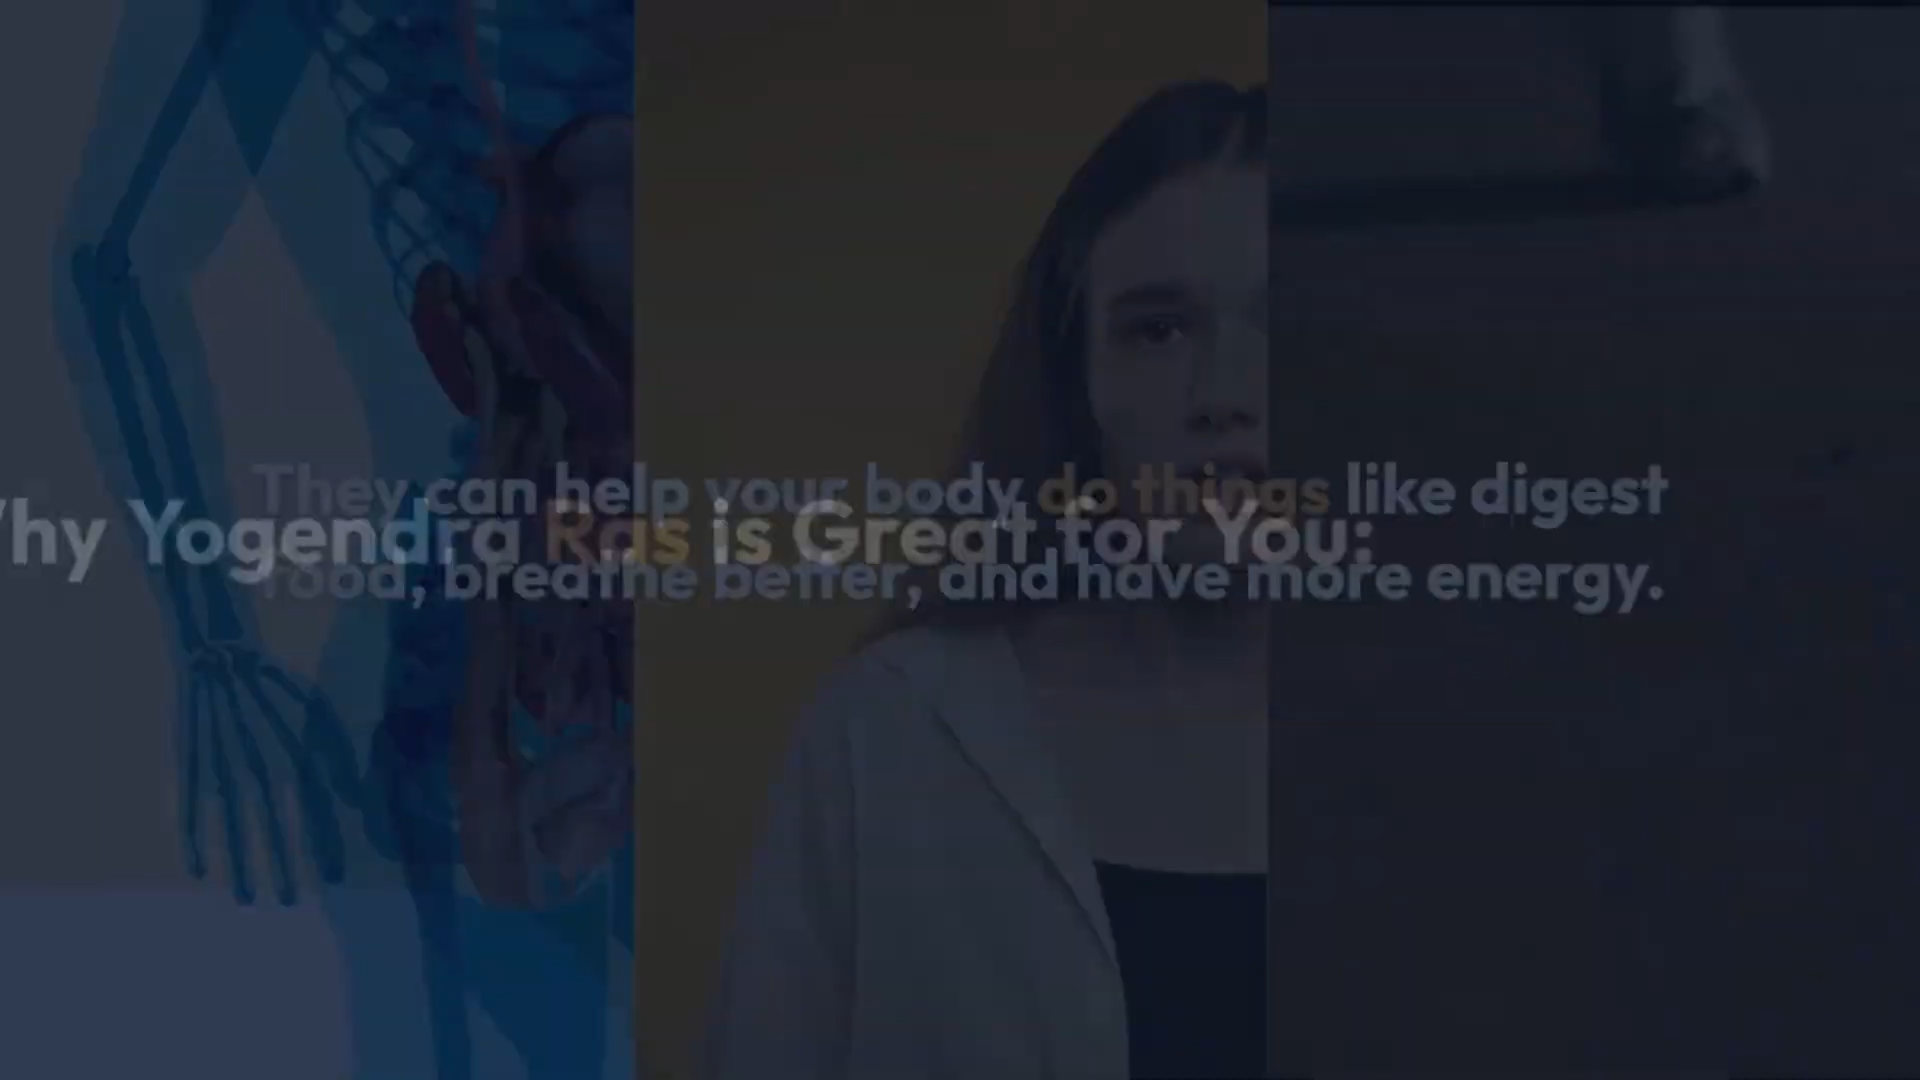 They can help your body do things like digest
Why Yogendra Ras is Great for You:
food, breathe better, and have more energy.